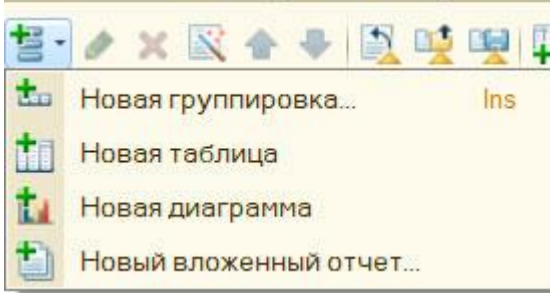 Новая группировка... Ins
Новая таблица
Новая диаграмма
Новый вложенный отчет...